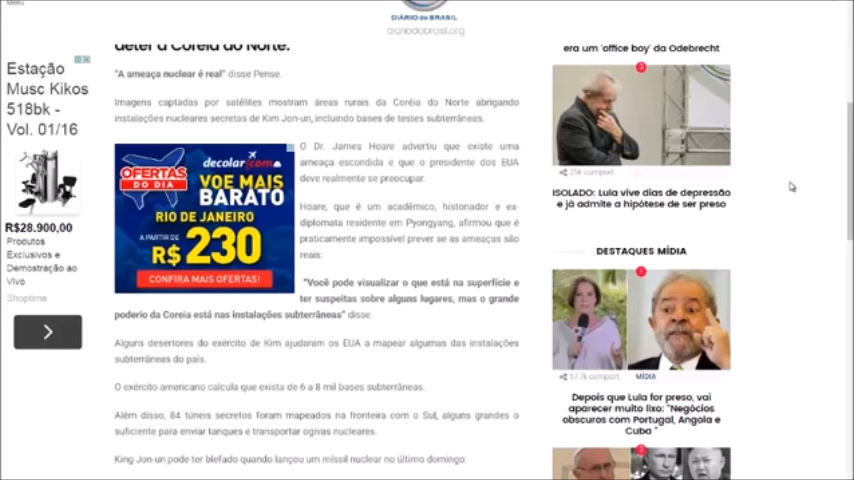 Menu
DIÁRIO do BRASIL
diariodobrasil.org
deter a Coreia do Norte.
"A ameaça nuclear é real" disse Pense.
Imagens captadas por satélites mostram áreas rurais da Coréia do Norte abrigando
instalações nucleares secretas de Kim Jon-un, incluindo bases de testes subterrâneas.
O Dr. James Hoare advertiu que existe uma
ameaça escondida e que o presidente dos EUA
deve realmente se preocupar.
Hoare, que é um acadêmico, historiador e ex-
diplomata residente em Pyongyang, afirmou que é
praticamente impossível prever se as ameaças são
reais:
"Você pode visualizar o que está na superfície e
ter suspeitas sobre alguns lugares, mas o grande
poderio da Coreia está nas instalações subterrâneas" disse.
Alguns desertores do exército de Kim ajudaram os EUA a mapear algumas das instalações
subterrâneas do país.
O exército americano calcula que exista de 6 a 8 mil bases subterrâneas.
Além disso, 84 túneis secretos foram mapeados na fronteira com o Sul, alguns grandes o
suficiente para enviar tanques e transportar ogivas nucleares.
King Jon-un pode ter blefado quando lançou um míssil nuclear no último domingo:
Estação
Musc Kikos
518bk -
Vol. 01/16
R$28.900,00
Produtos
Exclusivos e
Demostração ao
Vivo
Shoptime
OFERTAS
DO DIA
decolar.com
VOE MAIS
BARATO
RIO DE JANEIRO
A PARTIR DE
R$ 230
CONFIRA MAIS OFERTAS!
era um 'office boy' da Odebrecht
3
25k compart
ISOLADO: Lula vive dias de depressão
e já admite a hipótese de ser preso
DESTAQUES MÍDIA
1
57.7k compart MÍDIA
Depois que Lula for preso, vai
aparecer muito lixo: "Negócios
obscuros com Portugal, Angola e
Cuba "
2